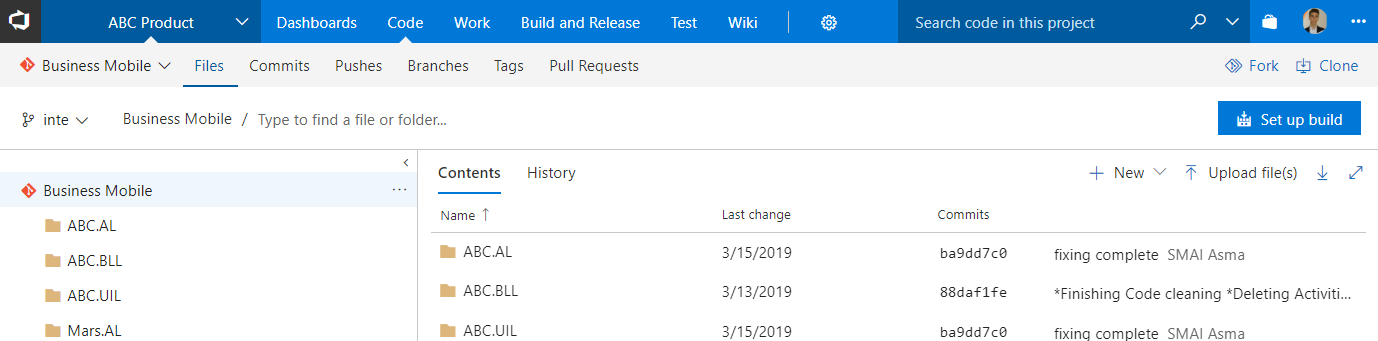 ABC Product Dashboards Code Work Build and Release Test Wiki Search code in this project
Business Mobile Files Commits Pushes Branches Tags Pull Requests Fork Clone
inte Business Mobile / Type to find a file or folder... Set up build
Contents History New Upload file(s)
Business Mobile
Name Last change Commits
ABC.AL
ABC.AL 3/15/2019 ba9dd7c0 fixing complete SMAI Asma
ABC.BLL
ABC.BLL 3/13/2019 88daf1fe *Finishing Code cleaning *Deleting Activiti...
ABC.UIL
ABC.UIL 3/15/2019 ba9dd7c0 fixing complete SMAI Asma
Mars.AL